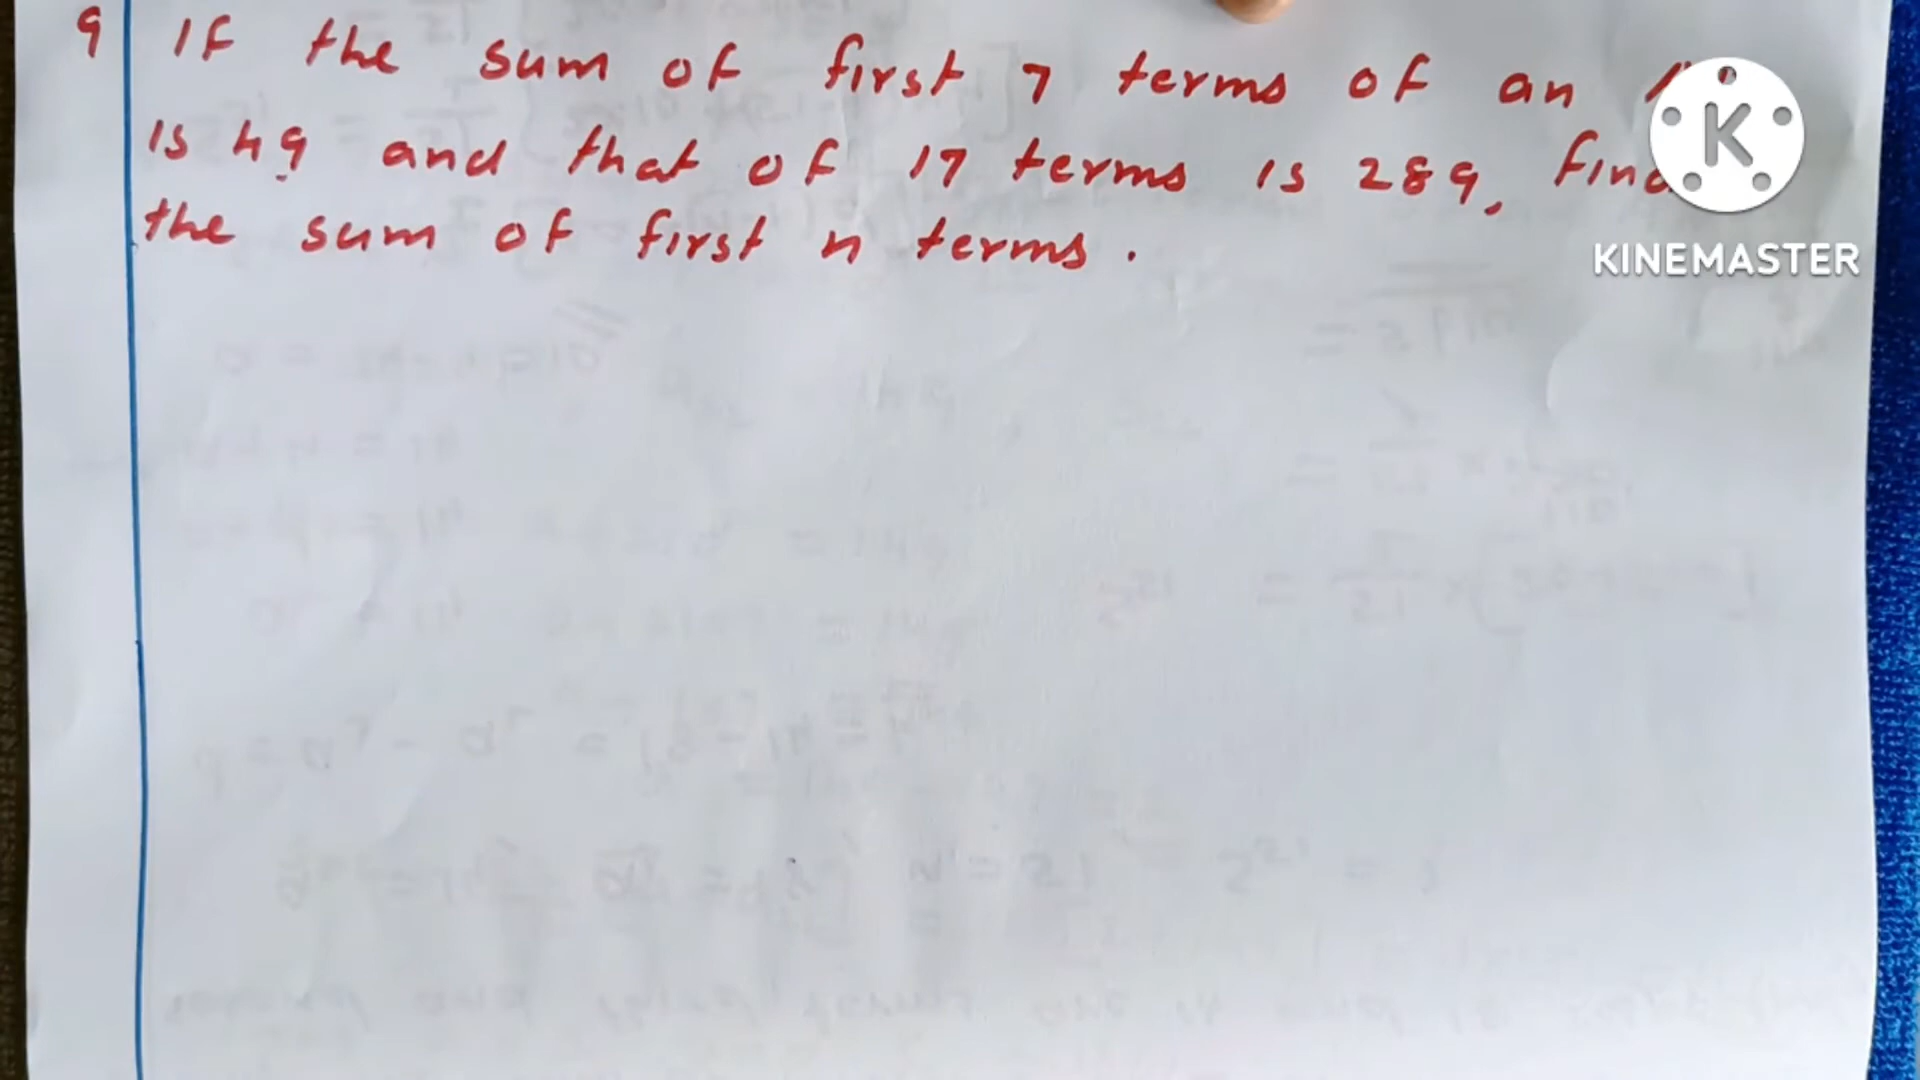 9 If the sum of first 7 terms of an
is 49 and that of 17 terms is 289, find
the sum of first n terms.
K
KINEMASTER